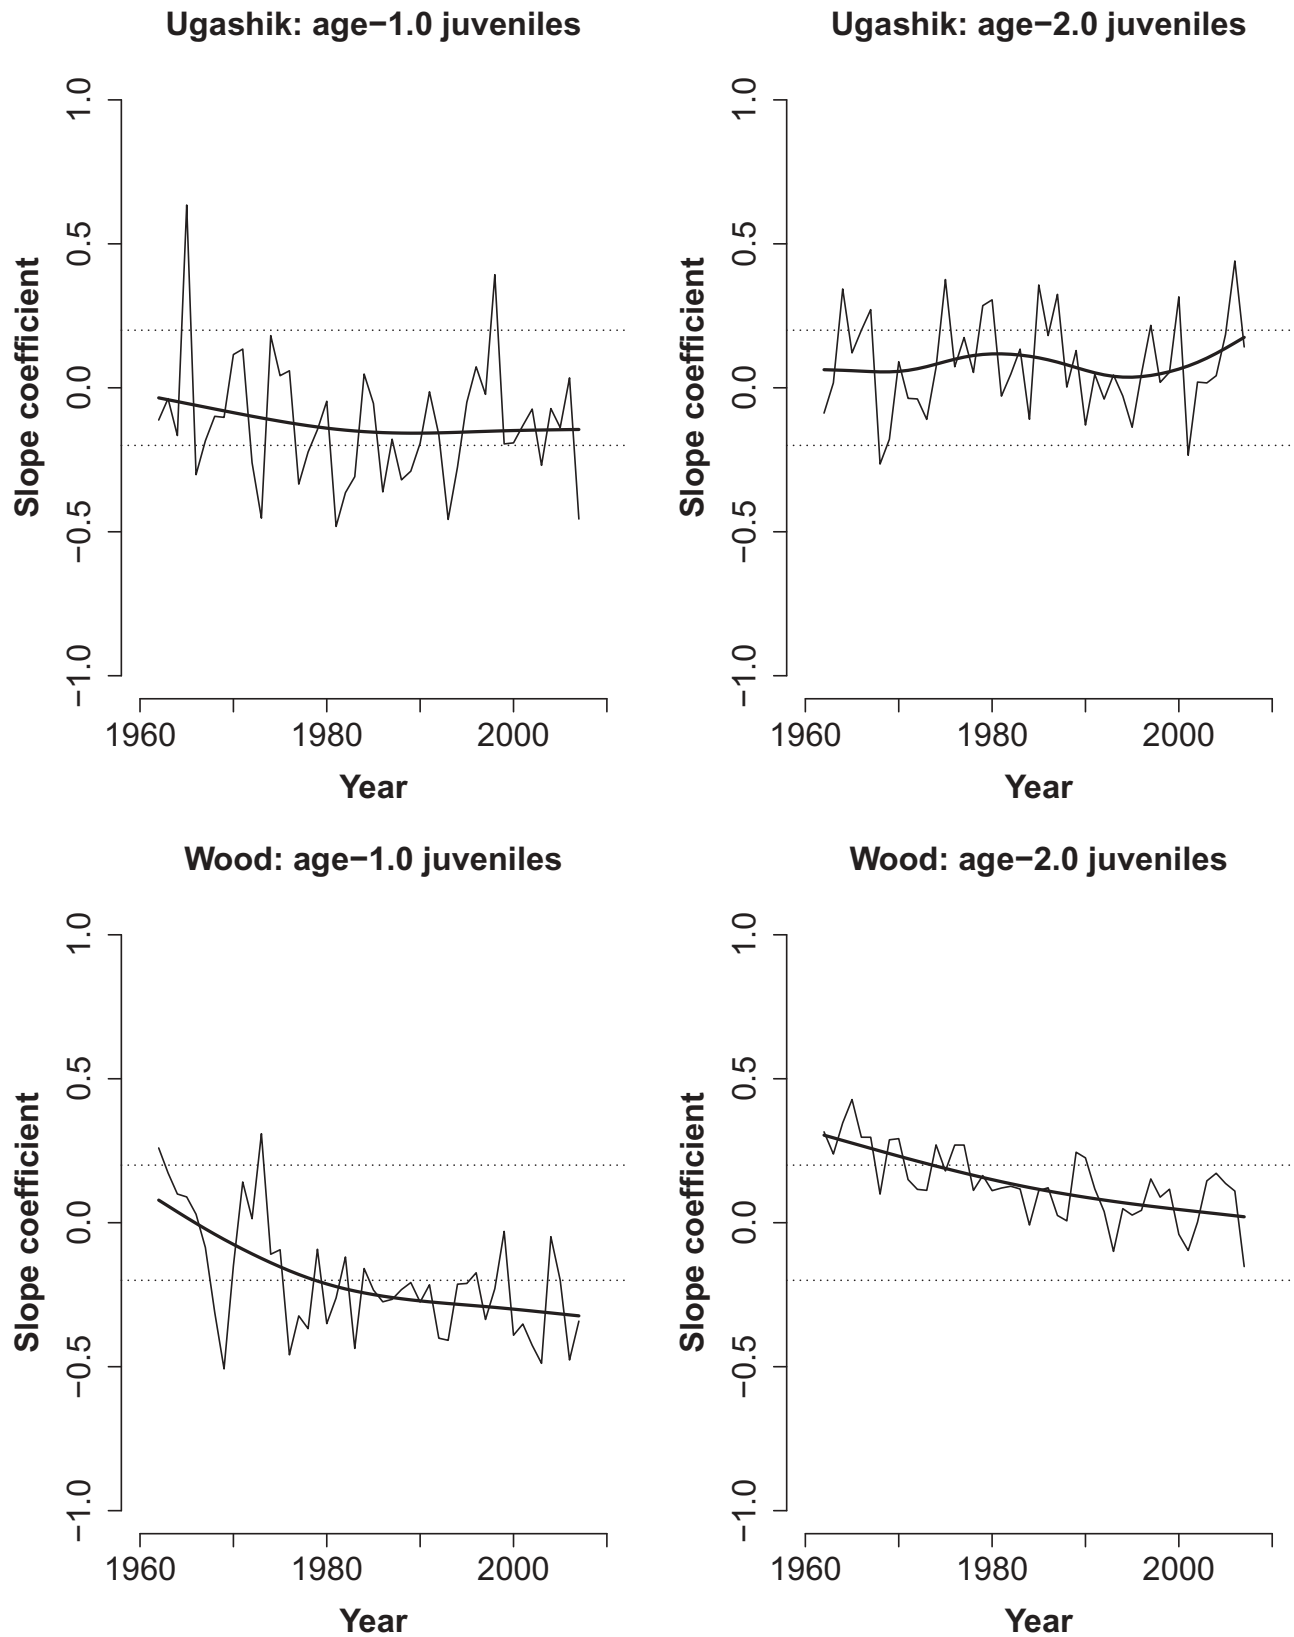 Ugashik: age−1.0 juveniles
1.0
0.5
0.0
−0.5
−1.0
Slope coefficient
1960 1980 2000
Year
Ugashik: age−2.0 juveniles
1.0
0.5
0.0
−0.5
−1.0
Slope coefficient
1960 1980 2000
Year
Wood: age−1.0 juveniles
1.0
0.5
0.0
−0.5
−1.0
Slope coefficient
1960 1980 2000
Year
Wood: age−2.0 juveniles
1.0
0.5
0.0
−0.5
−1.0
Slope coefficient
1960 1980 2000
Year